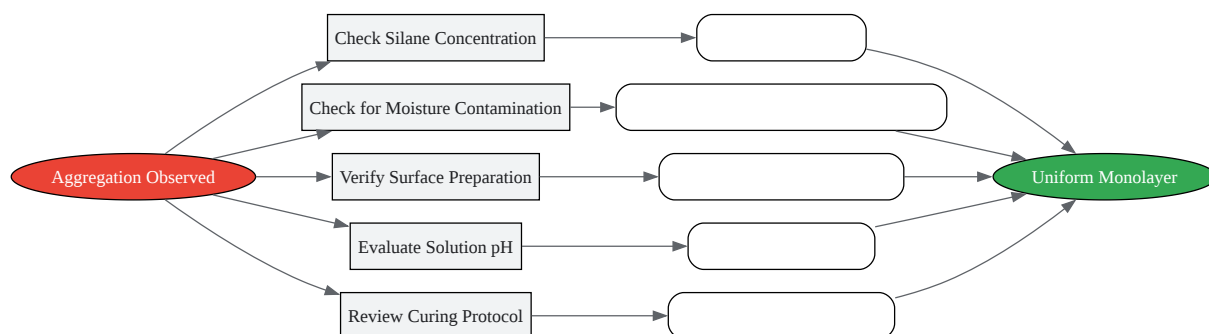 Check Silane Concentration
Check for Moisture Contamination
Aggregation Observed
Verify Surface Preparation
Uniform Monolayer
Evaluate Solution pH
Review Curing Protocol